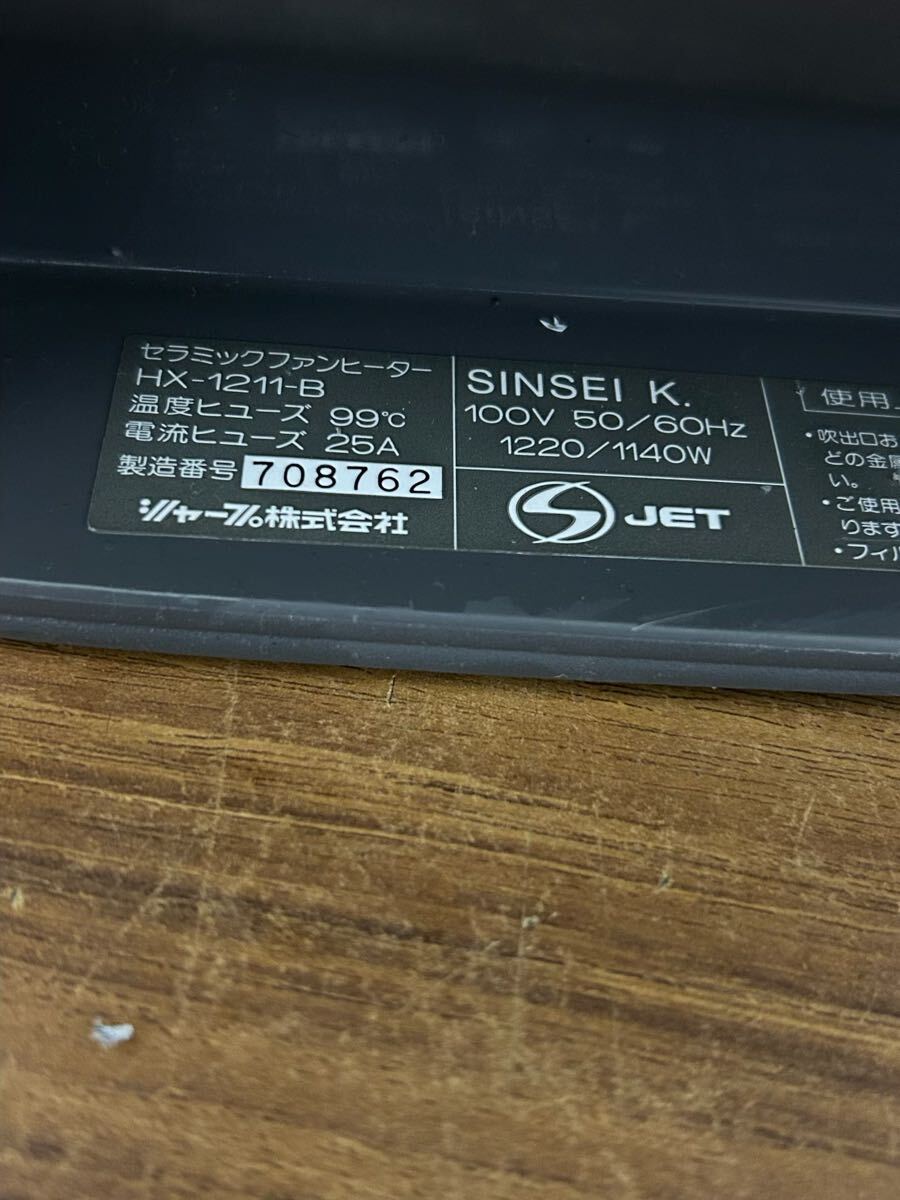 セラミックファンヒーター
HX-1211-B
温度ヒューズ 99℃
電流ヒューズ 25A
製造番号 708762
シャープ株式会社
SINSEI K.
100V 50/60Hz
1220/1140W
JET
使用
・吹出口お
どの金属
い。
・ご使用
ります
・フィル